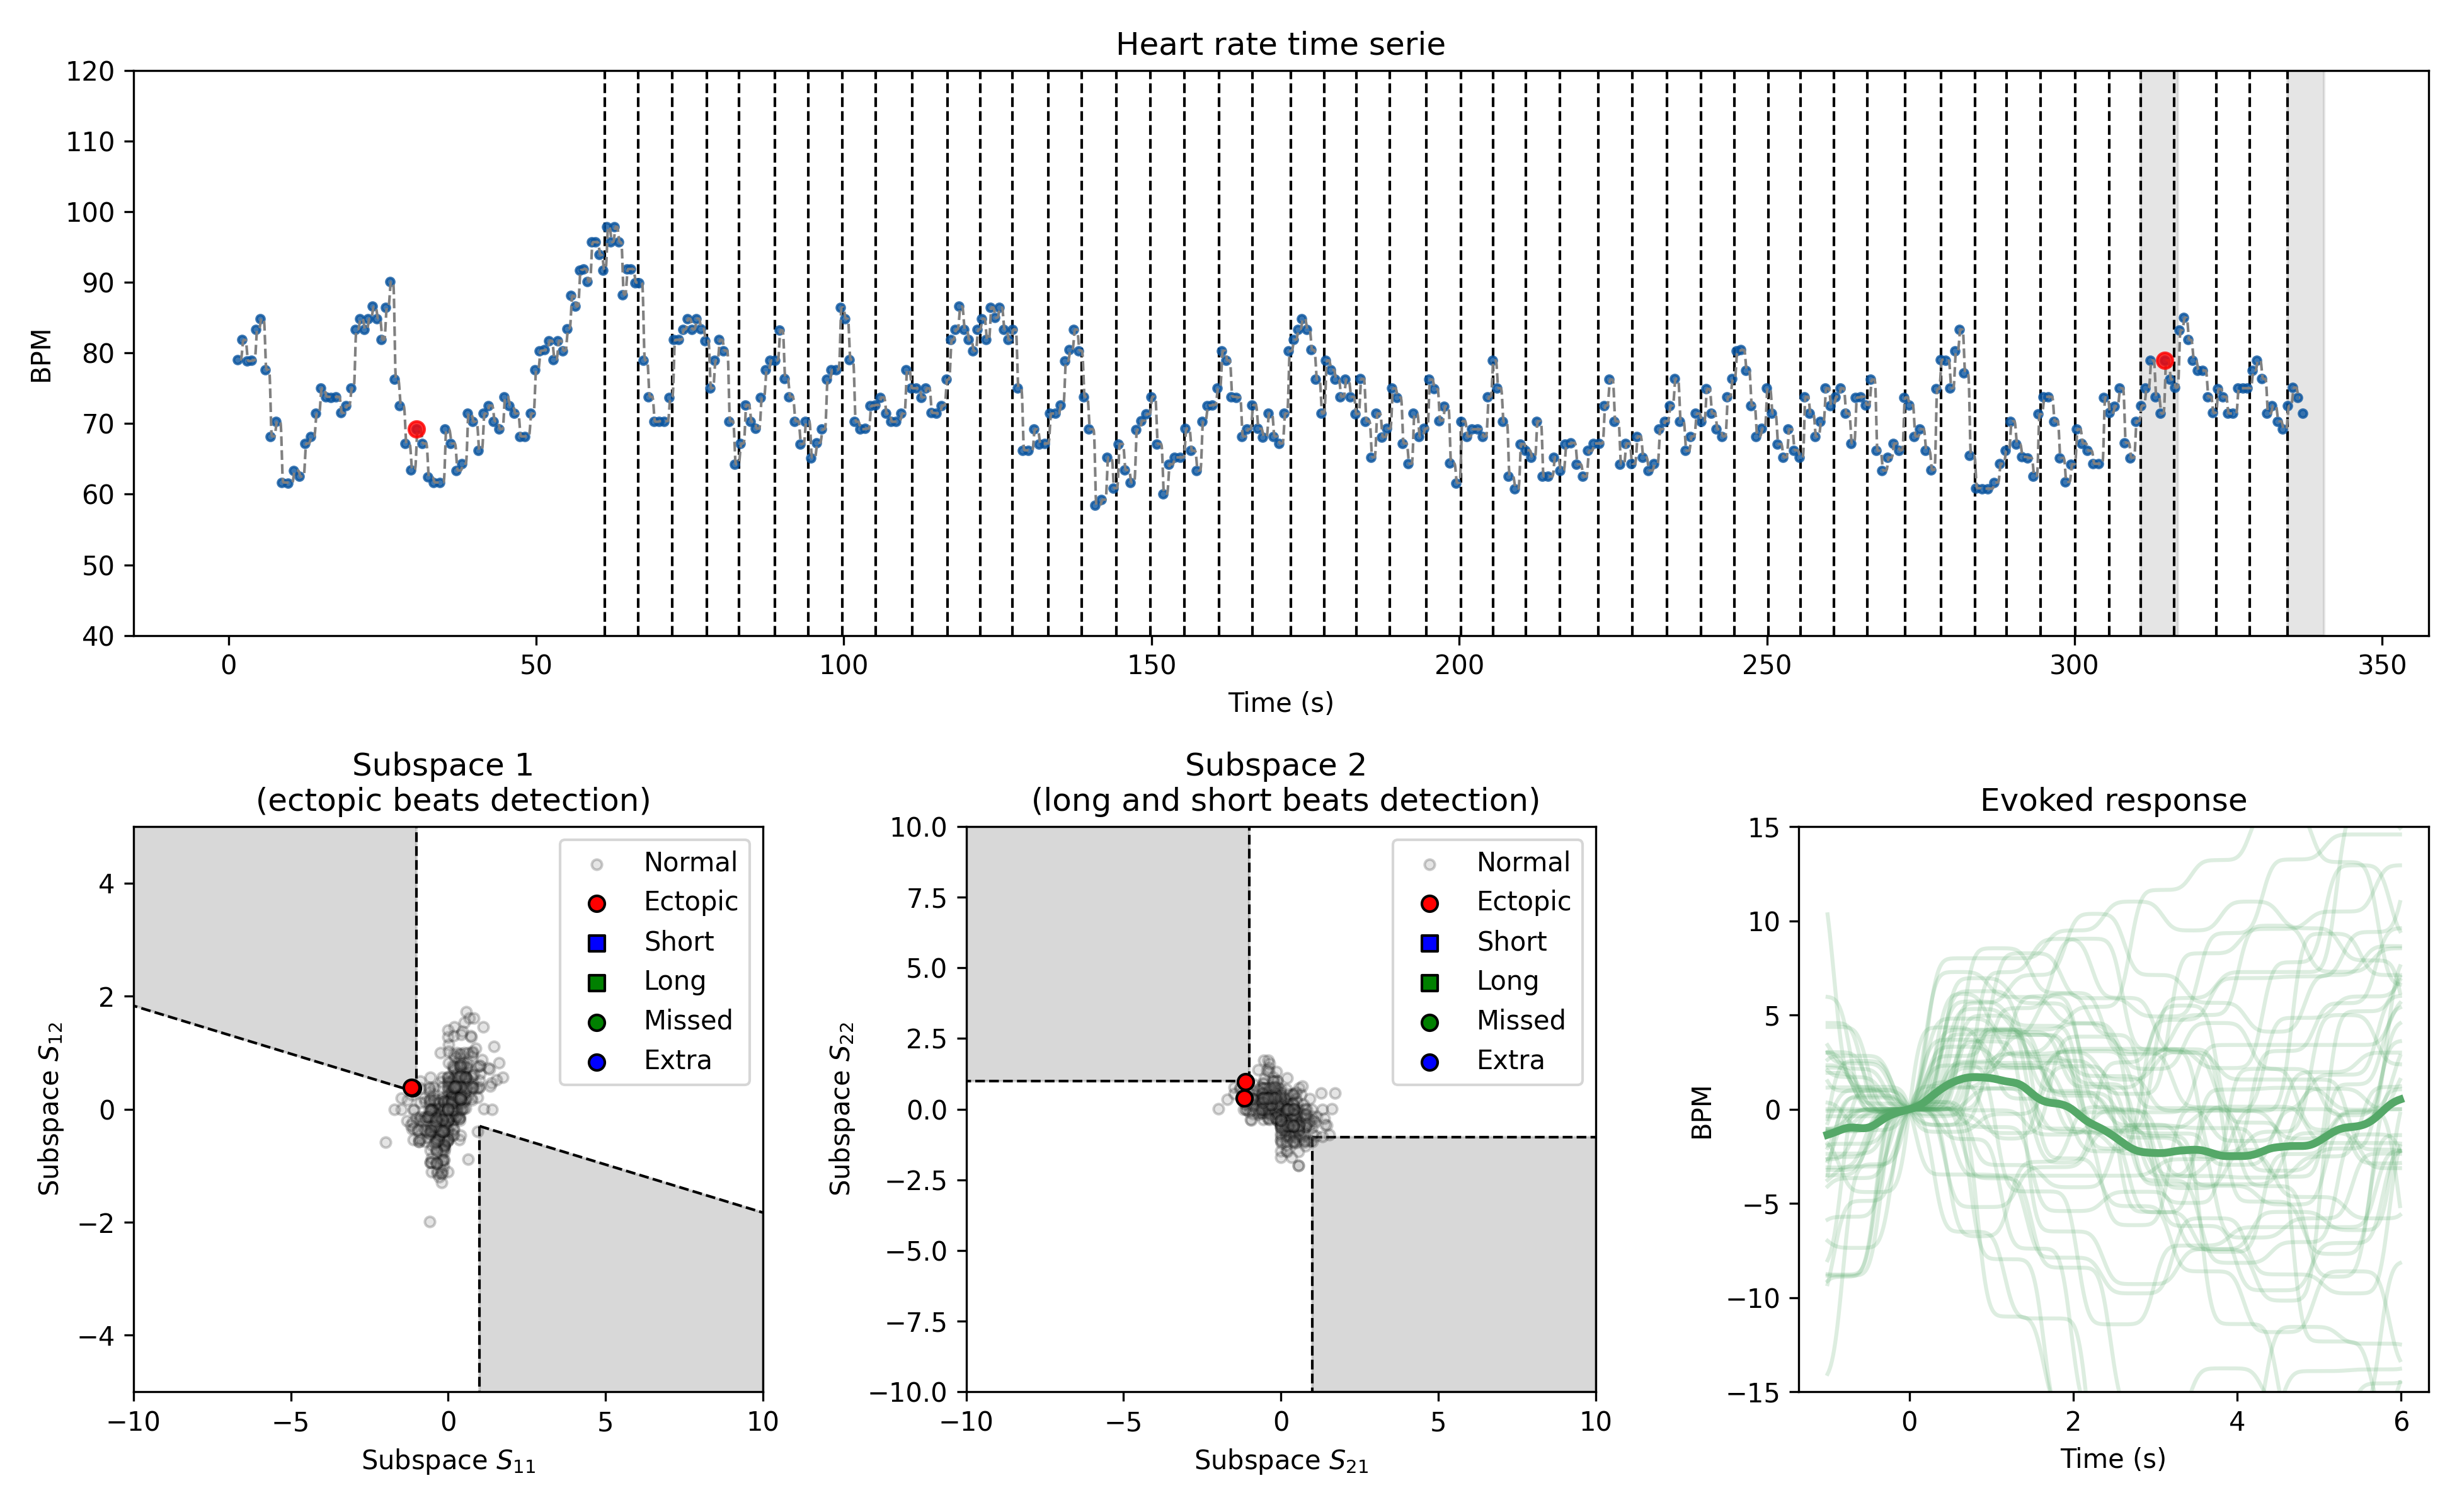 Heart rate time serie
120
110
100
90
80
70
60
50
40
BPM
0 50 100 150 200 250 300 350
Time (s)
Subspace 1
(ectopic beats detection)
4
2
0
−2
−4
Subspace S12
Normal
Ectopic
Short
Long
Missed
Extra
−10 −5 0 5 10
Subspace S11
Subspace 2
(long and short beats detection)
10.0
7.5
5.0
2.5
0.0
−2.5
−5.0
−7.5
−10.0
Subspace S22
Normal
Ectopic
Short
Long
Missed
Extra
−10 −5 0 5 10
Subspace S21
Evoked response
15
10
5
0
−5
−10
−15
BPM
0 2 4 6
Time (s)